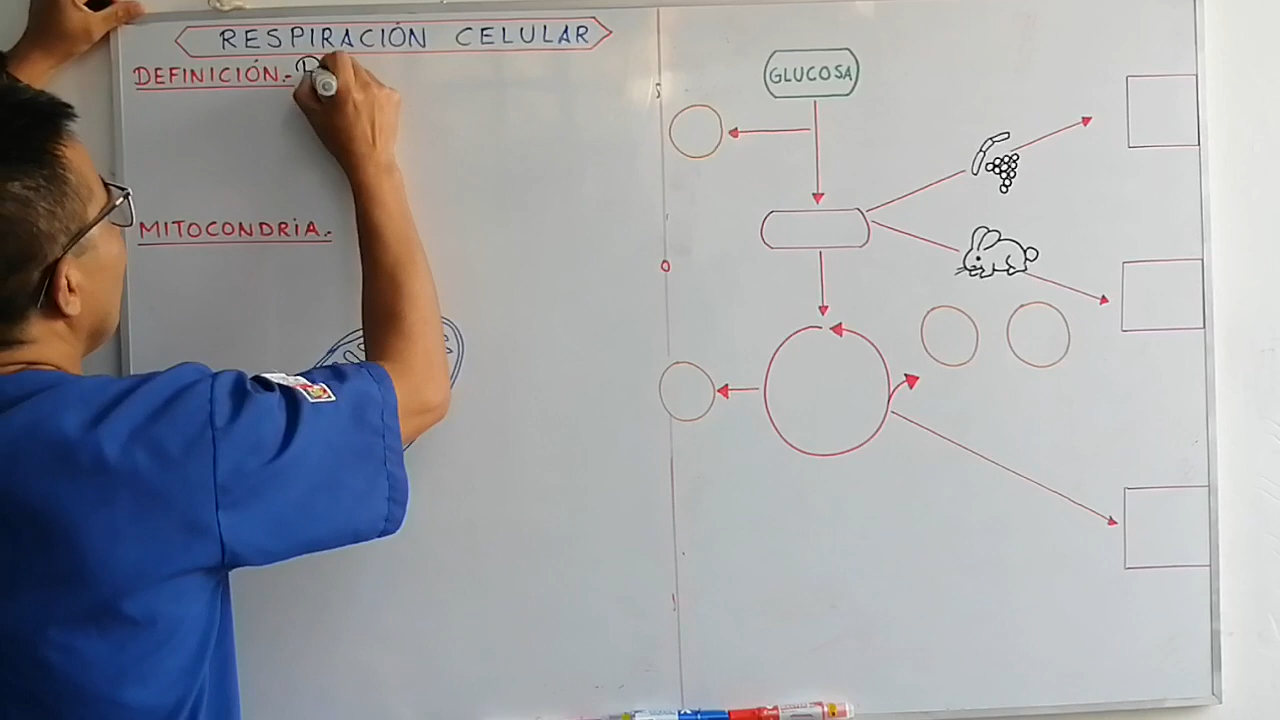 RESPIRACIÓN CELULAR
DEFINICIÓN.-
MITOCONDRIA.-
GLUCOSA